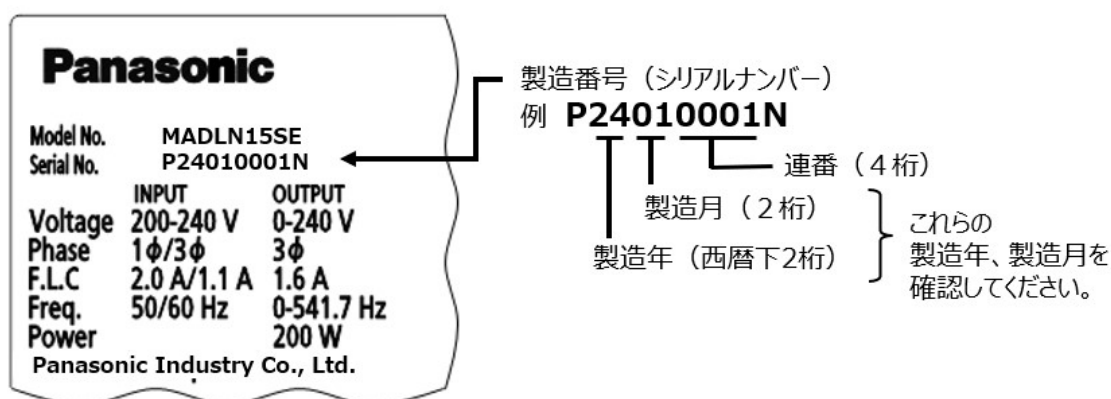 Panasonic
Model No. MADLN15SE
Serial No. P24010001N
INPUT OUTPUT
Voltage 200-240 V 0-240 V
Phase 1ϕ/3ϕ 3ϕ
F.L.C 2.0 A/1.1 A 1.6 A
Freq. 50/60 Hz 0-541.7 Hz
Power 200 W
Panasonic Industry Co., Ltd.
製造番号（シリアルナンバー）
例 P24010001N
連番（４桁）
製造月（２桁）
製造年（西暦下2桁）
これらの
製造年、製造月を
確認してください。